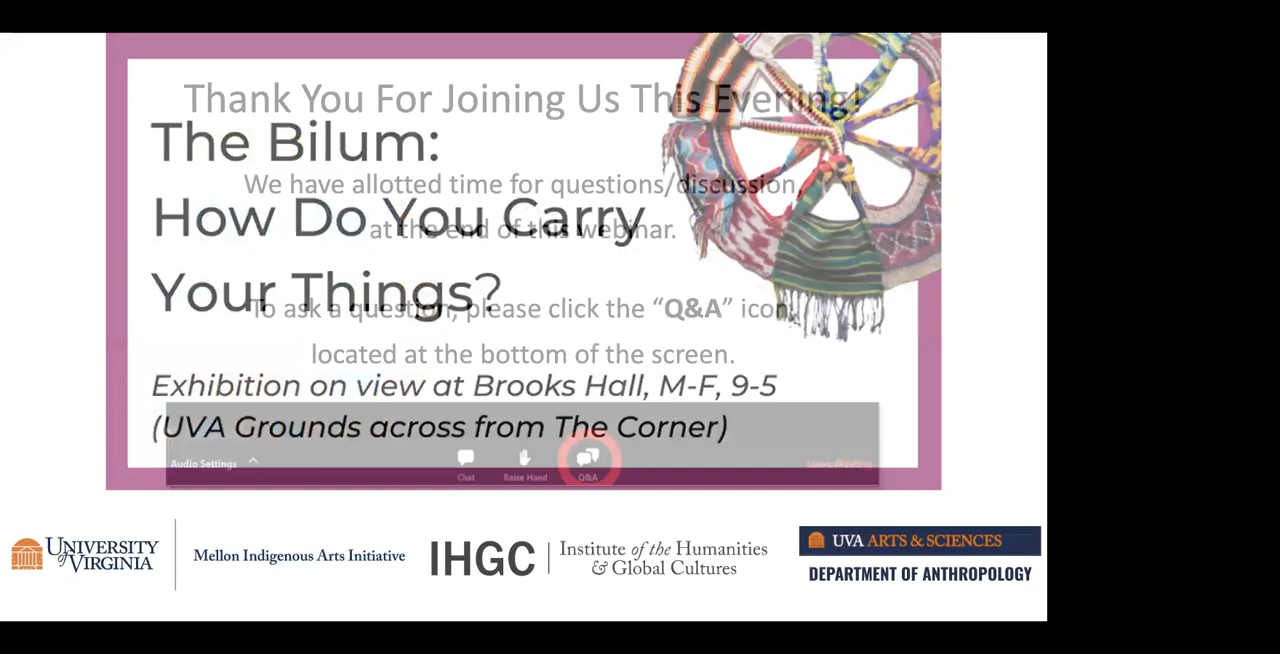 Thank You For Joining Us This Evening!
The Bilum:
We have allotted time for questions/discussion,
How Do You Carry
at the end of this webinar.
Your Things?
To ask a question, please click the “Q&A” icon,
located at the bottom of the screen.
Exhibition on view at Brooks Hall, M-F, 9-5
(UVA Grounds across from The Corner)
Audio Settings
Chat
Raise Hand
Q&A
Leave Meeting
UNIVERSITY
of VIRGINIA
Mellon Indigenous Arts Initiative
IHGC
Institute of the Humanities
& Global Cultures
UVA ARTS & SCIENCES
DEPARTMENT OF ANTHROPOLOGY